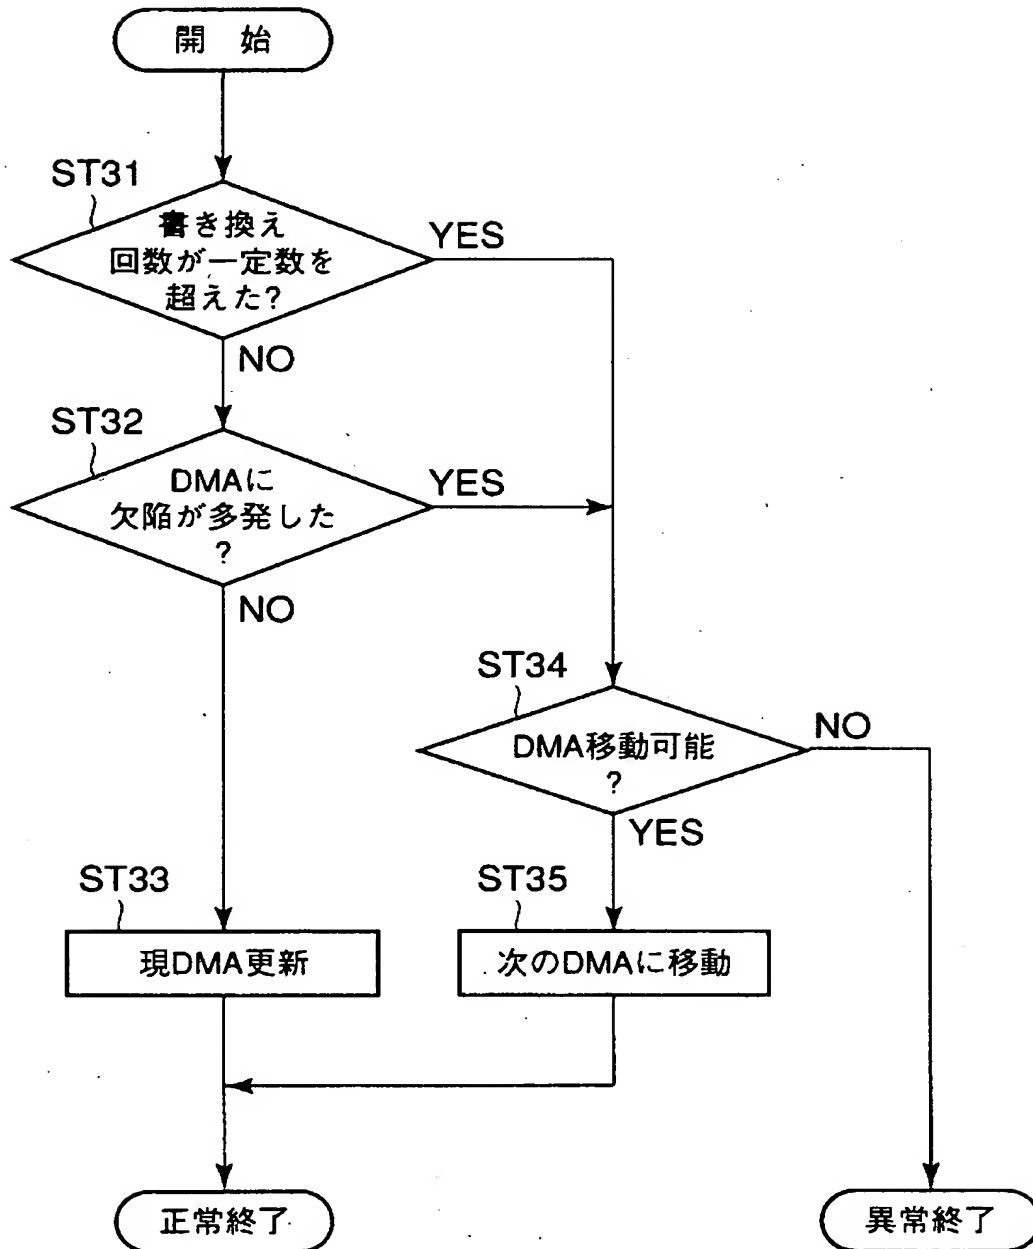 開 始
ST31
書き換え
回数が一定数を
超えた?
YES
NO
ST32
DMAに
欠陥が多発した
?
YES
NO
ST34
DMA移動可能
?
NO
YES
ST33
現DMA更新
ST35
次のDMAに移動
正常終了
異常終了